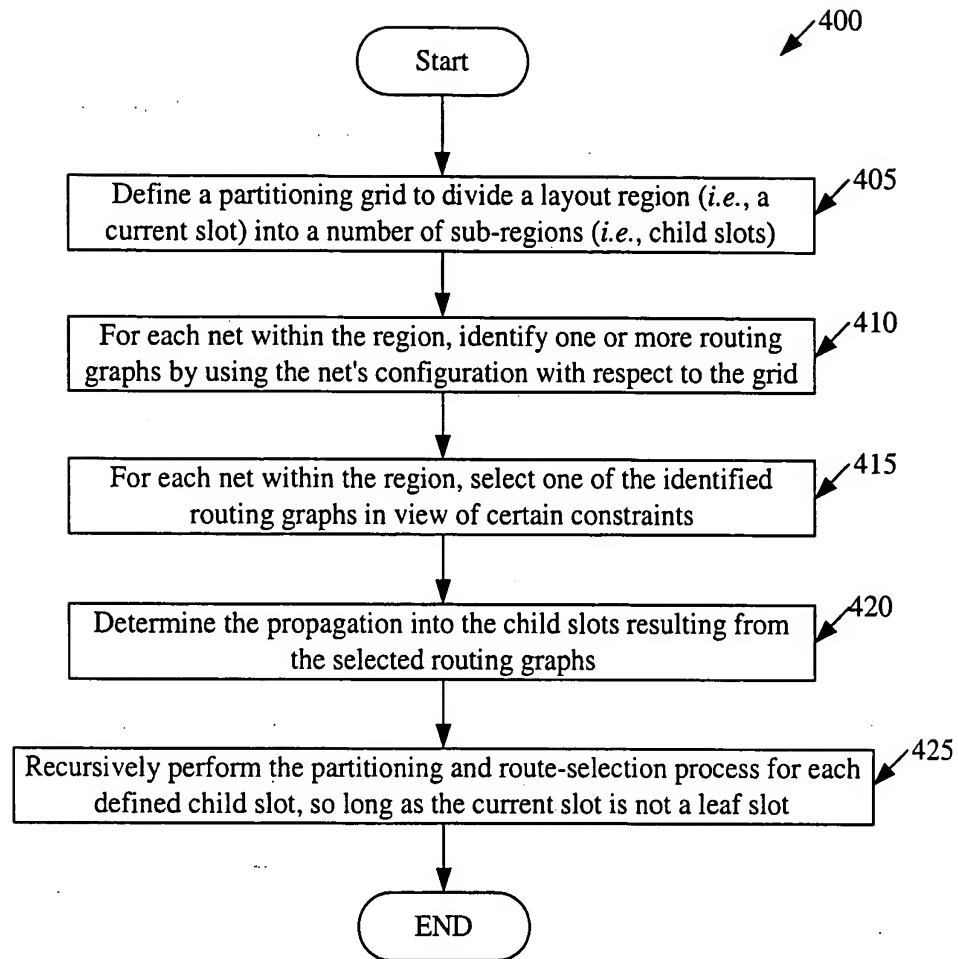 400
Start
405
Define a partitioning grid to divide a layout region (i.e., a
current slot) into a number of sub-regions (i.e., child slots)
410
For each net within the region, identify one or more routing
graphs by using the net's configuration with respect to the grid
415
For each net within the region, select one of the identified
routing graphs in view of certain constraints
420
Determine the propagation into the child slots resulting from
the selected routing graphs
425
Recursively perform the partitioning and route-selection process for each
defined child slot, so long as the current slot is not a leaf slot
END